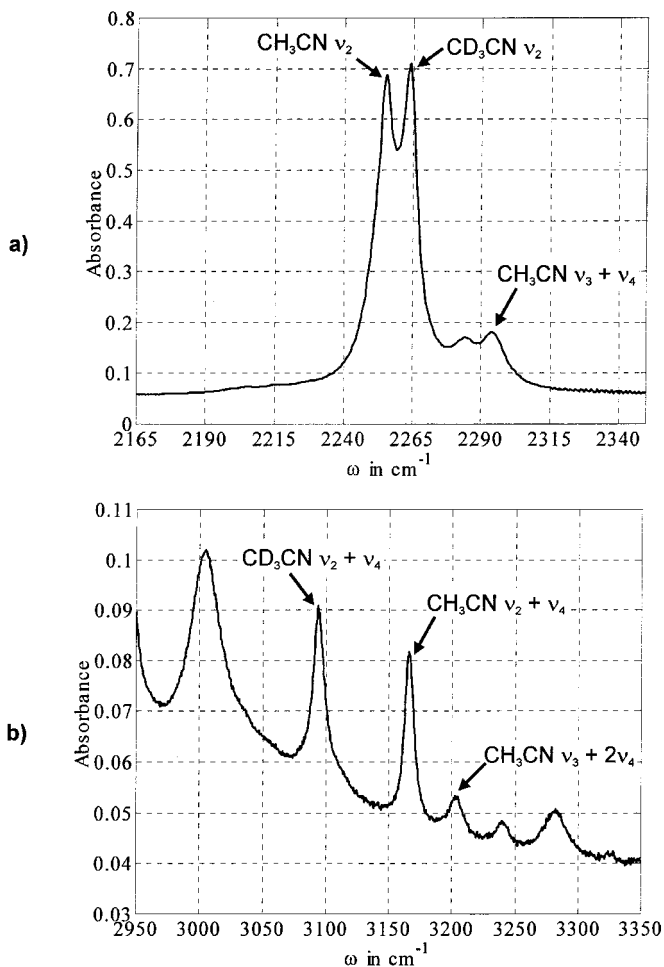 a)
0.8
0.7
0.6
0.5
0.4
0.3
0.2
0.1
0
Absorbance
CH₃CN ν₂
CD₃CN ν₂
CH₃CN ν₃ + ν₄
2165 2190 2215 2240 2265 2290 2315 2340
ω in cm⁻¹
b)
0.11
0.1
0.09
0.08
0.07
0.06
0.05
0.04
0.03
Absorbance
CD₃CN ν₂ + ν₄
CH₃CN ν₂ + ν₄
CH₃CN ν₃ + 2ν₄
2950 3000 3050 3100 3150 3200 3250 3300 3350
ω in cm⁻¹